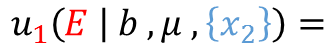 u₁(E | b , μ , {x₂}) =